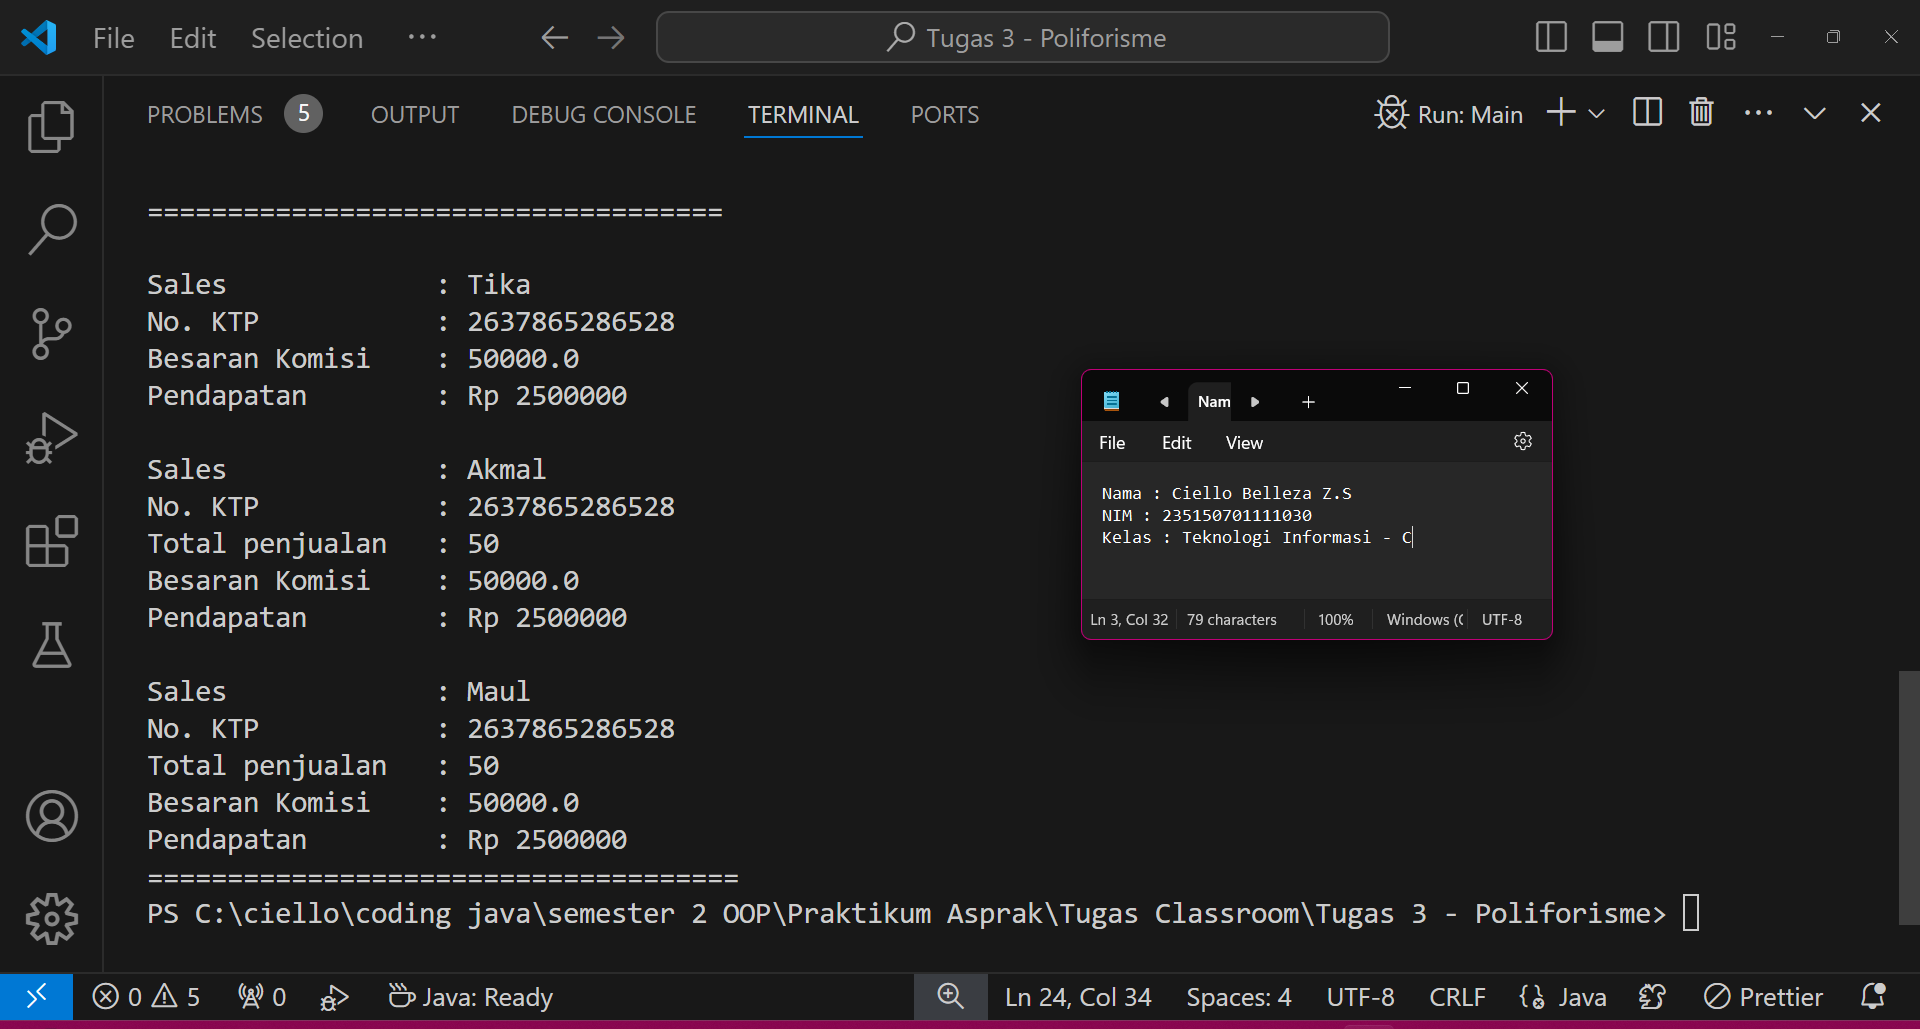 File Edit Selection ··· Tugas 3 - Poliforisme
PROBLEMS 5 OUTPUT DEBUG CONSOLE TERMINAL PORTS Run: Main
====================================
Sales : Tika
No. KTP : 2637865286528
Besaran Komisi : 50000.0
Pendapatan : Rp 2500000
Sales : Akmal
No. KTP : 2637865286528
Total penjualan : 50
Besaran Komisi : 50000.0
Pendapatan : Rp 2500000
Sales : Maul
No. KTP : 2637865286528
Total penjualan : 50
Besaran Komisi : 50000.0
Pendapatan : Rp 2500000
=====================================
PS C:\ciello\coding java\semester 2 OOP\Praktikum Asprak\Tugas Classroom\Tugas 3 - Poliforisme>
Nam
File Edit View
Nama : Ciello Belleza Z.S
NIM : 235150701111030
Kelas : Teknologi Informasi - C
Ln 3, Col 32 79 characters 100% Windows (C UTF-8
0 5 0 Java: Ready Ln 24, Col 34 Spaces: 4 UTF-8 CRLF {} Java Prettier